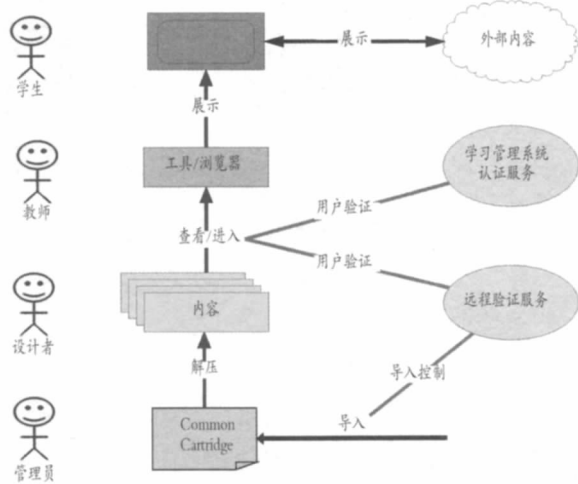 展示
外部内容
学生
展示
工具/浏览器
学习管理系统
认证服务
教师
用户验证
查看/进入
用户验证
内容
远程验证服务
设计者
解压
导入控制
Common
Cartridge
导入
管理员